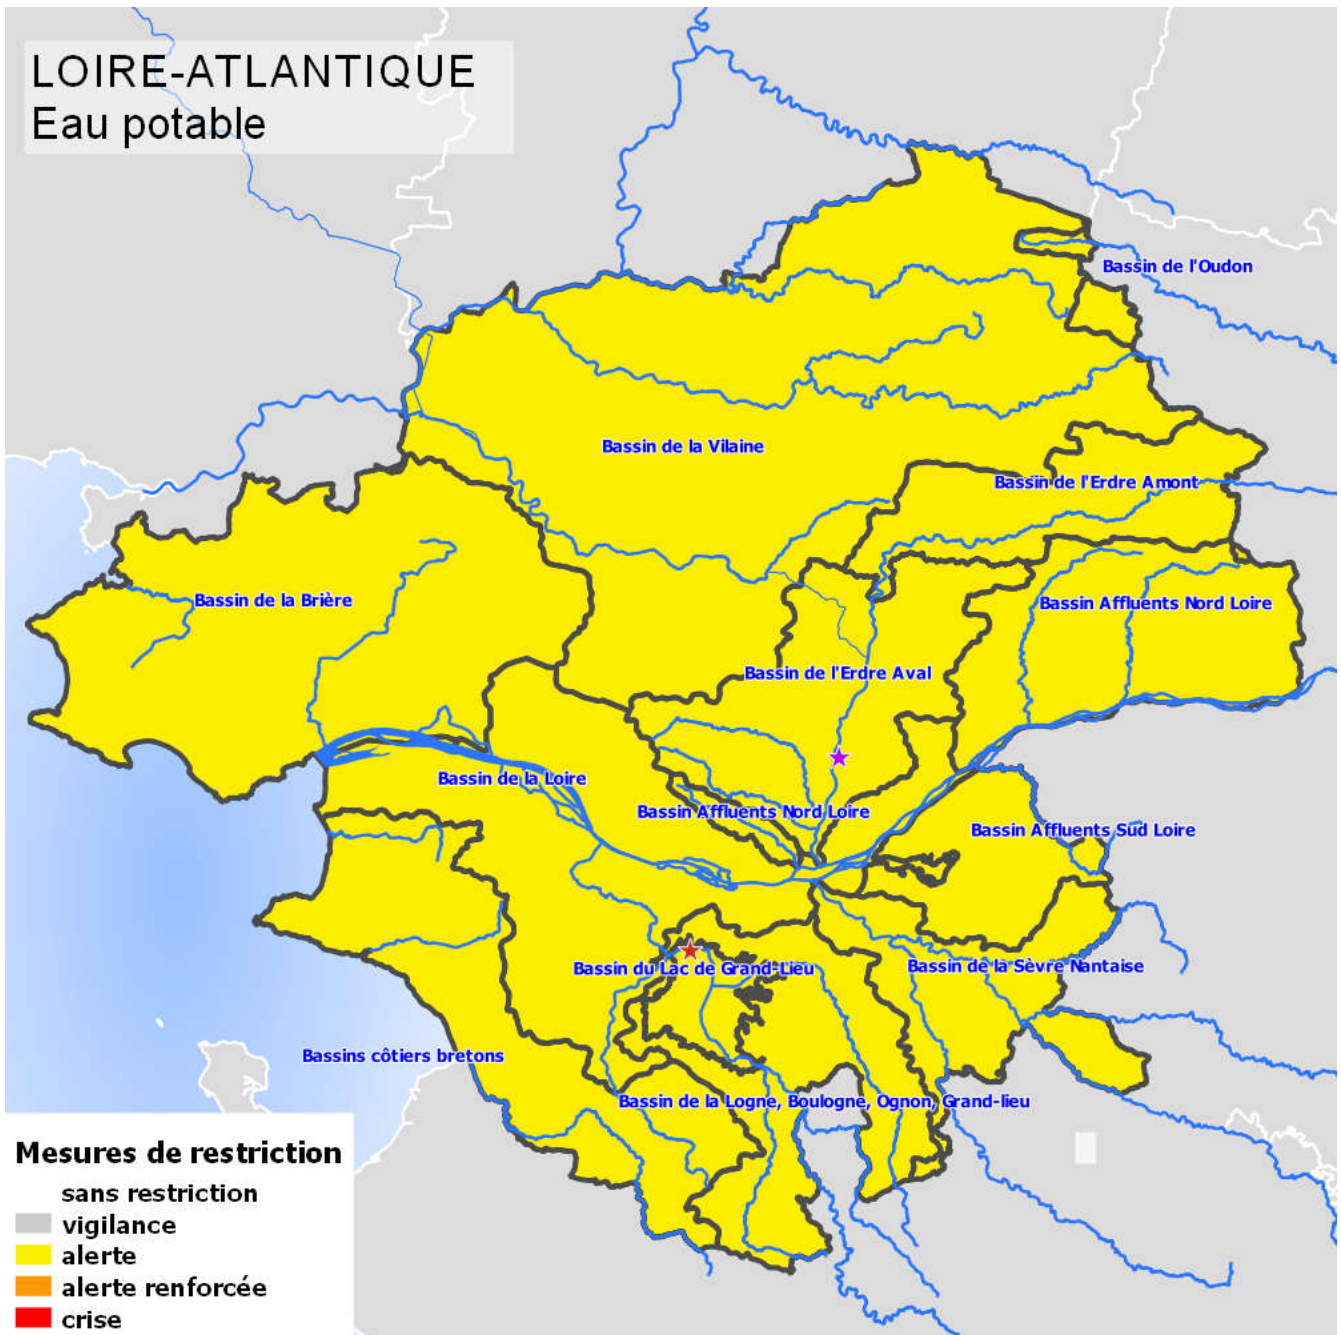 LOIRE-ATLANTIQUE
Eau potable
Bassin de l'Oudon
Bassin de la Vilaine
Bassin de l'Erdre Amont
Bassin de la Brière
Bassin Affluents Nord Loire
Bassin de l'Erdre Aval
Bassin de la Loire
Bassin Affluents Nord Loire
Bassin Affluents Sud Loire
Bassin du Lac de Grand-Lieu
Bassin de la Sèvre Nantaise
Bassins côtiers bretons
Bassin de la Logne, Boulogne, Ognon, Grand-lieu
Mesures de restriction
sans restriction
vigilance
alerte
alerte renforcée
crise